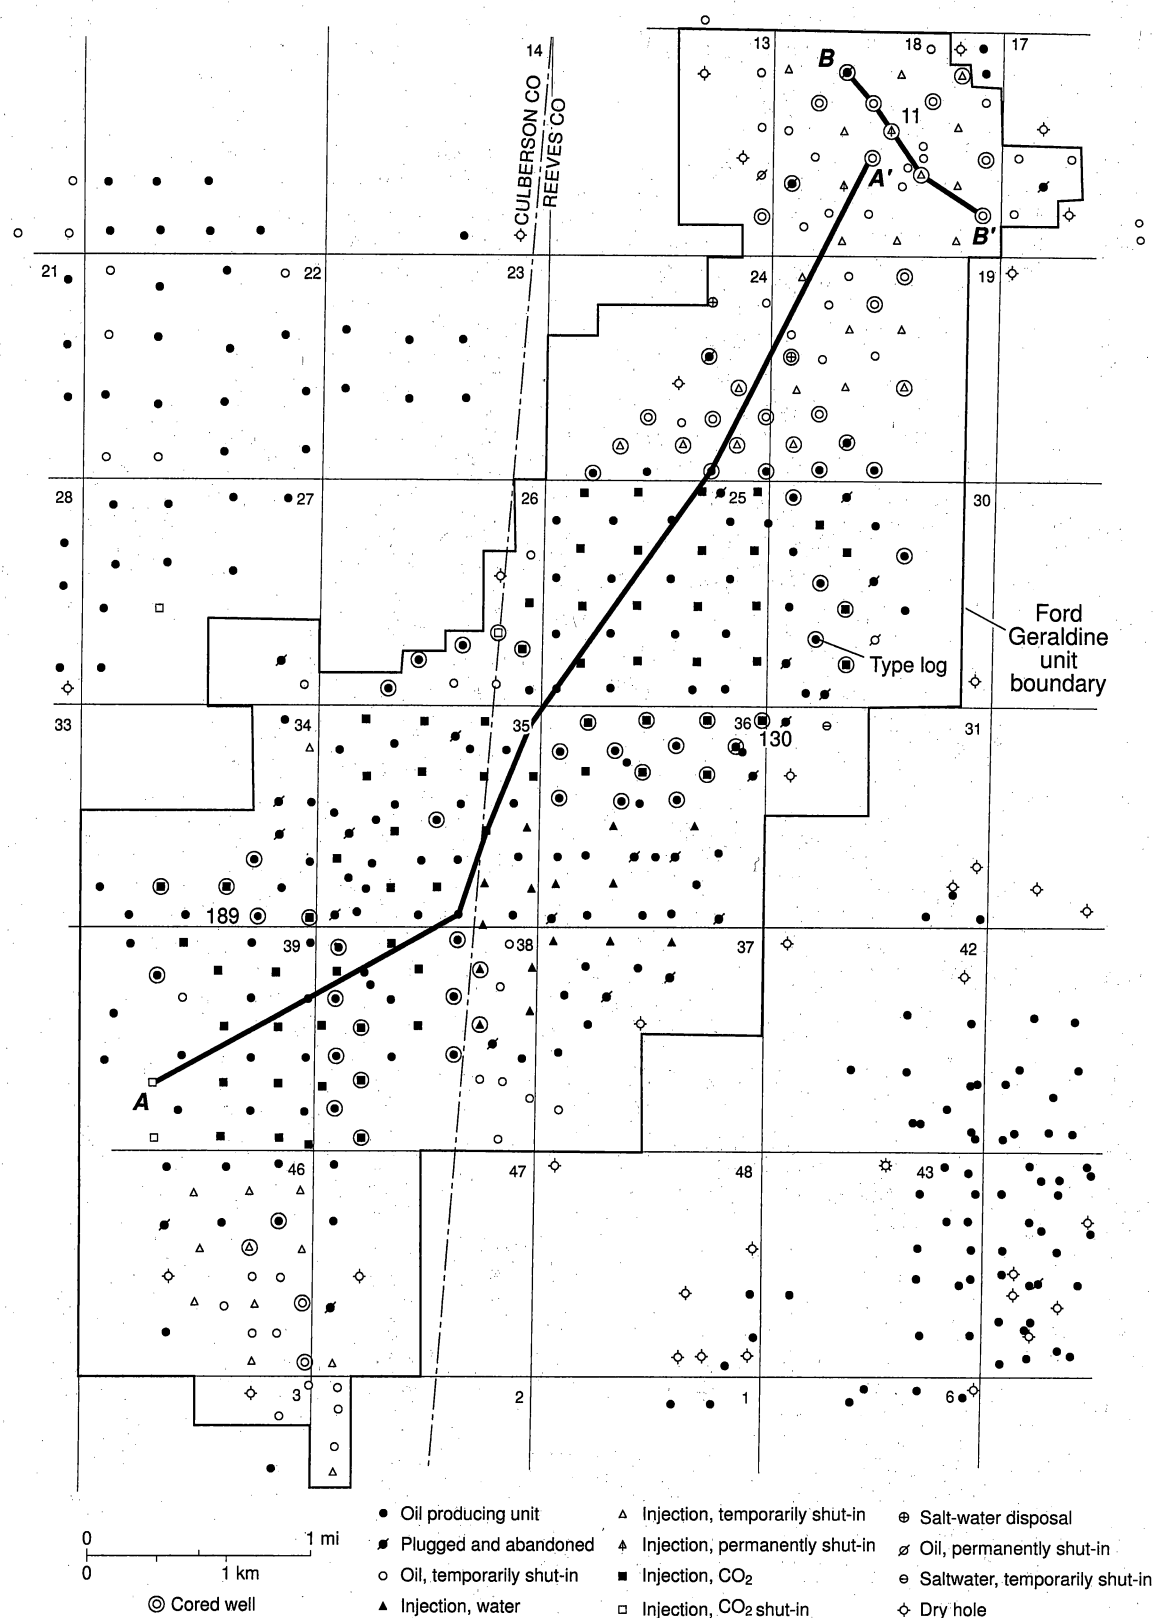 14
13
18
17
B
CULBERSON CO
REEVES CO
11
A'
B'
21
22
23
24
19
28
27
26
25
30
Ford
Geraldine
unit
boundary
Type log
33
34
35
36
130
31
189
39
38
37
42
A
46
47
48
43
3
2
1
6
0
1 mi
0
1 km
Cored well
Oil producing unit
Plugged and abandoned
Oil, temporarily shut-in
Injection, water
Injection, temporarily shut-in
Injection, permanently shut-in
Injection, CO2
Injection, CO2 shut-in
Salt-water disposal
Oil, permanently shut-in
Saltwater, temporarily shut-in
Dry hole